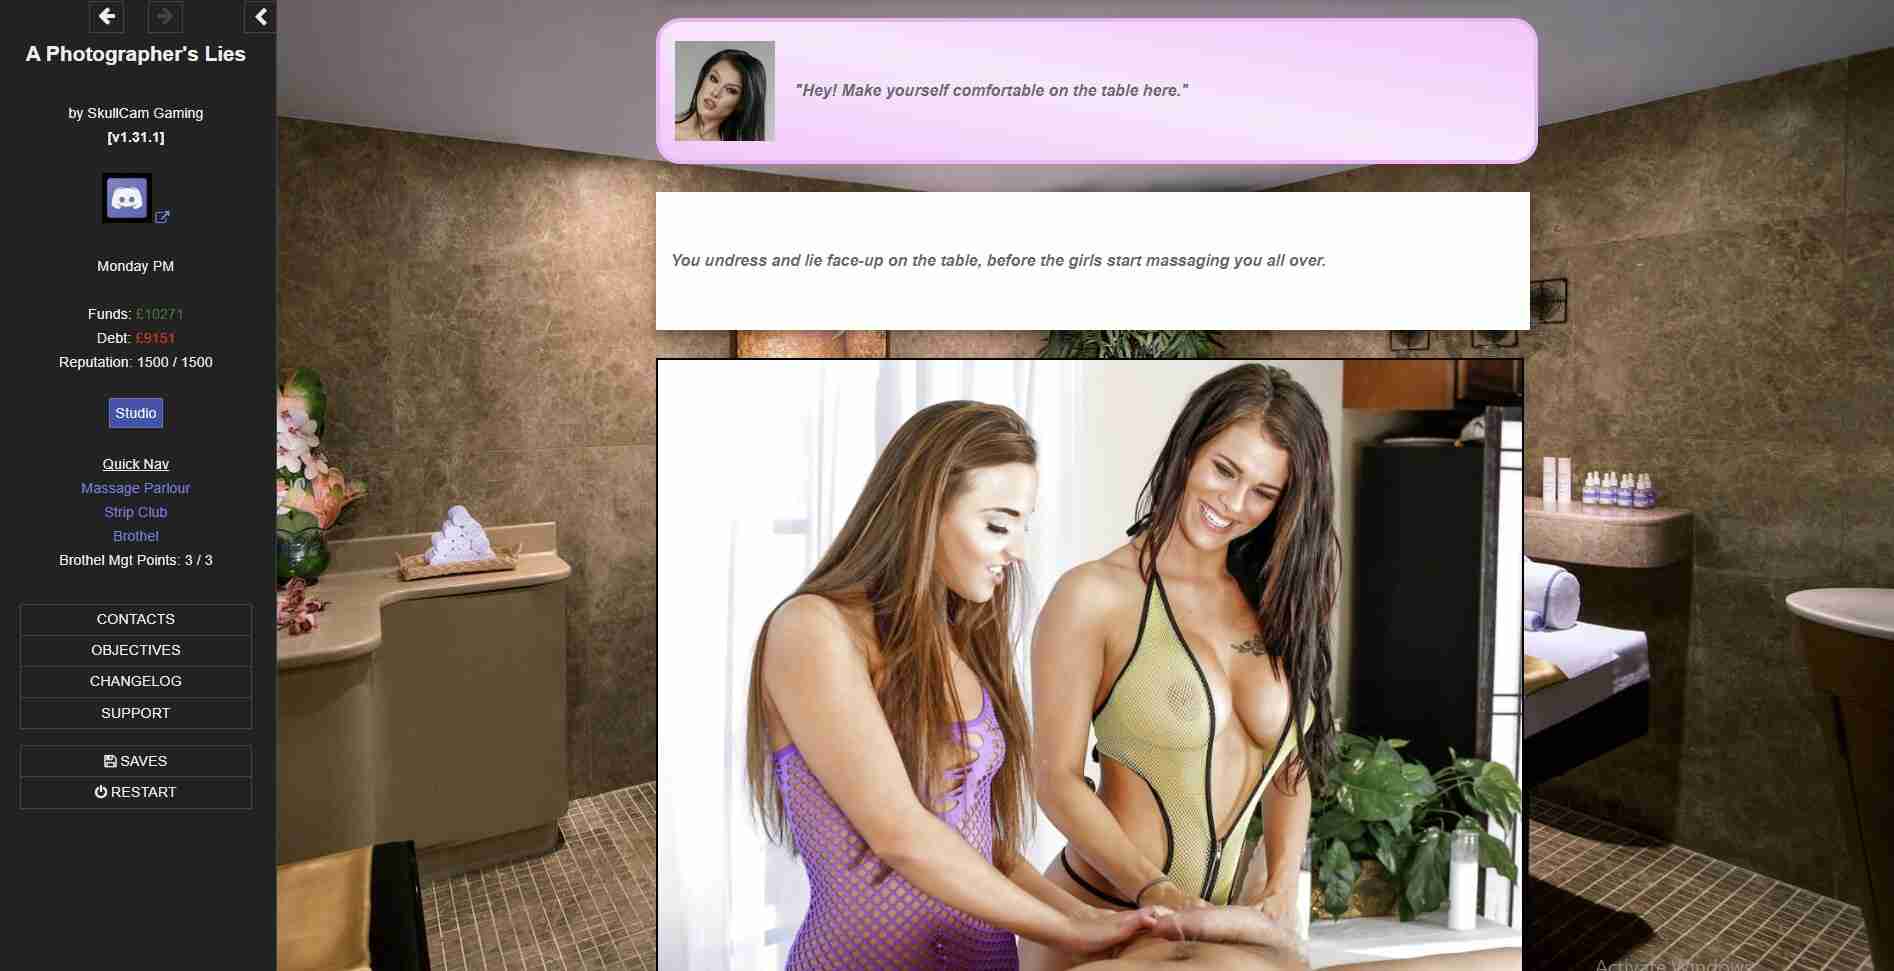 A Photographer's Lies
by SkullCam Gaming
[v1.31.1]
Monday PM
Funds: £10271
Debt: £9151
Reputation: 1500 / 1500
Studio
Quick Nav
Massage Parlour
Strip Club
Brothel
Brothel Mgt Points: 3 / 3
CONTACTS
OBJECTIVES
CHANGELOG
SUPPORT
SAVES
RESTART
"Hey! Make yourself comfortable on the table here."
You undress and lie face-up on the table, before the girls start massaging you all over.
Activate Windows